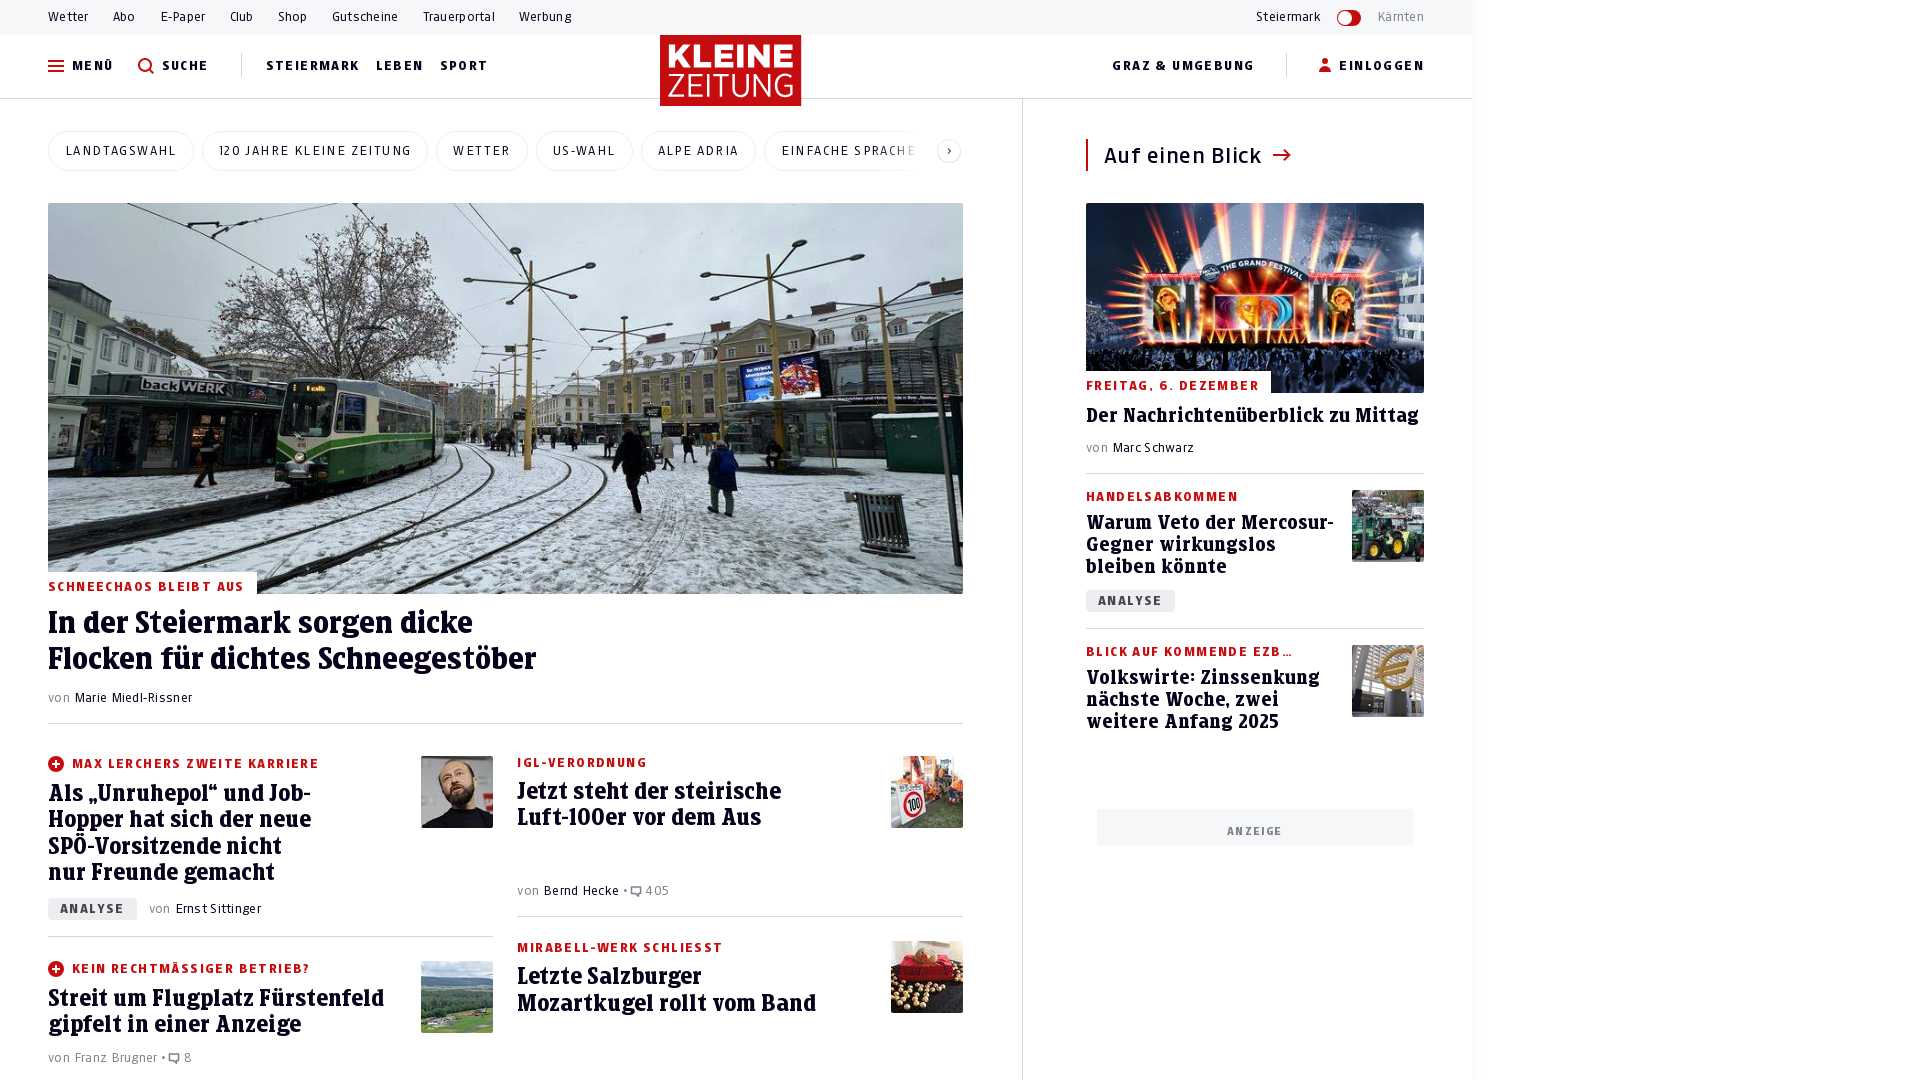 Wetter
Abo
E-Paper
Club
Shop
Gutscheine
Trauerportal
Werbung
Steiermark
Kärnten
MENÜ
SUCHE
STEIERMARK
LEBEN
SPORT
KLEINE
ZEITUNG
GRAZ & UMGEBUNG
EINLOGGEN
LANDTAGSWAHL
120 JAHRE KLEINE ZEITUNG
WETTER
US-WAHL
ALPE ADRIA
EINFACHE SPRACHE
backWERK
SCHNEECHAOS BLEIBT AUS
In der Steiermark sorgen dicke
Flocken für dichtes Schneegestöber
von Marie Miedl-Rissner
MAX LERCHERS ZWEITE KARRIERE
Als „Unruhepol“ und Job-
Hopper hat sich der neue
SPÖ-Vorsitzende nicht
nur Freunde gemacht
ANALYSE
von Ernst Sittinger
KEIN RECHTMÄSSIGER BETRIEB?
Streit um Flugplatz Fürstenfeld
gipfelt in einer Anzeige
von Franz Brugner • 8
IGL-VERORDNUNG
Jetzt steht der steirische
Luft-100er vor dem Aus
100
von Bernd Hecke • 405
MIRABELL-WERK SCHLIESST
Letzte Salzburger
Mozartkugel rollt vom Band
Auf einen Blick
THE GRAND FESTIVAL
FREITAG, 6. DEZEMBER
Der Nachrichtenüberblick zu Mittag
von Marc Schwarz
HANDELSABKOMMEN
Warum Veto der Mercosur-
Gegner wirkungslos
bleiben könnte
ANALYSE
BLICK AUF KOMMENDE EZB…
Volkswirte: Zinssenkung
nächste Woche, zwei
weitere Anfang 2025
ANZEIGE